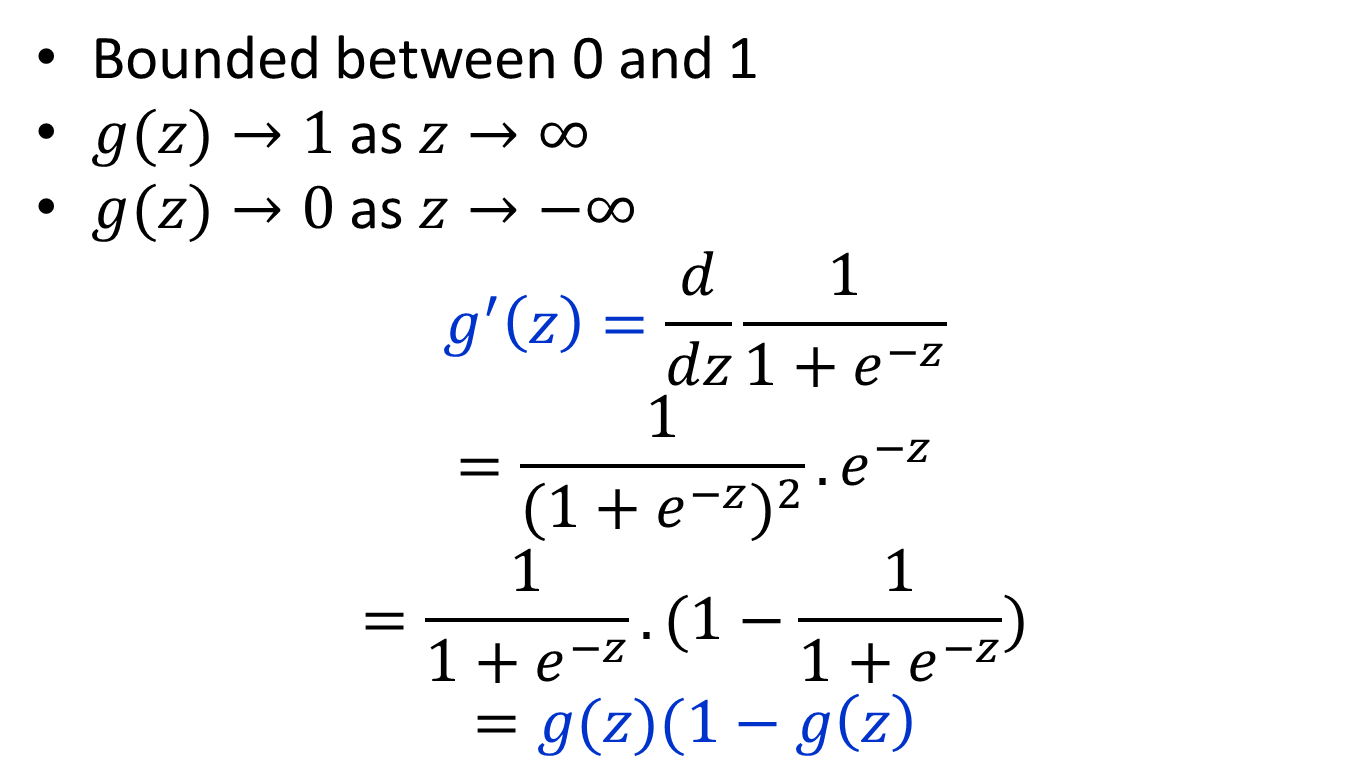 • Bounded between 0 and 1
• g(z) → 1 as z → ∞
• g(z) → 0 as z → −∞
g′(z) = d/dz 1/(1 + e^{−z})
= 1/(1 + e^{−z})^2 . e^{−z}
= 1/(1 + e^{−z}) . (1 − 1/(1 + e^{−z}))
= g(z)(1 − g(z)